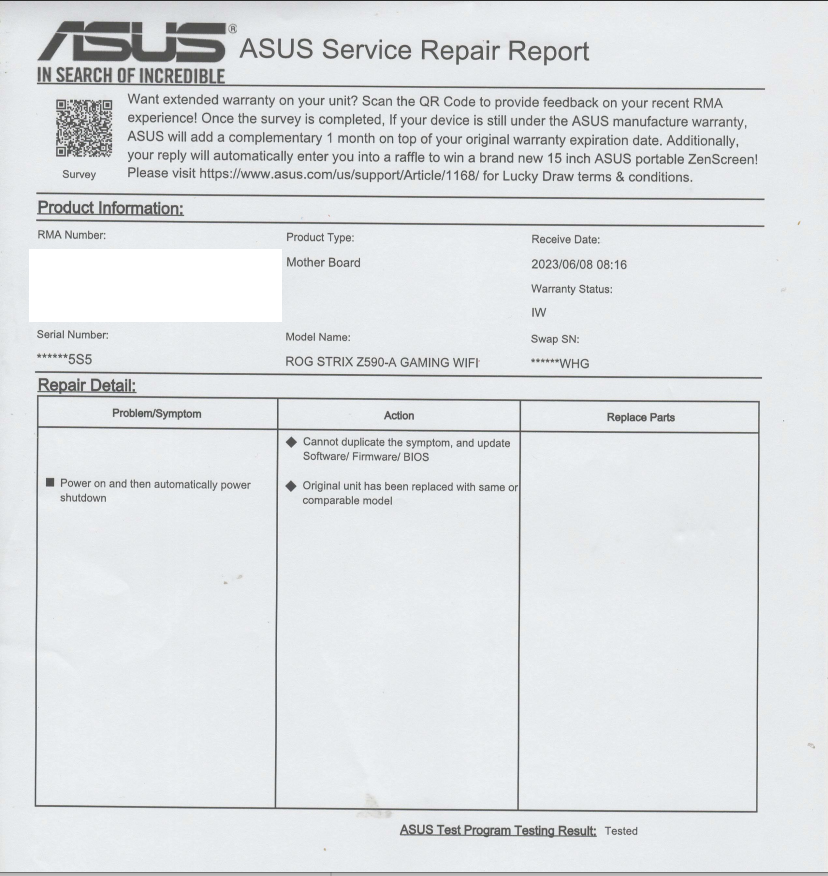 ASUS® ASUS Service Repair Report
IN SEARCH OF INCREDIBLE
Want extended warranty on your unit? Scan the QR Code to provide feedback on your recent RMA
experience! Once the survey is completed, If your device is still under the ASUS manufacture warranty,
ASUS will add a complementary 1 month on top of your original warranty expiration date. Additionally,
your reply will automatically enter you into a raffle to win a brand new 15 inch ASUS portable ZenScreen!
Please visit https://www.asus.com/us/support/Article/1168/ for Lucky Draw terms & conditions.
Survey
Product Information:
RMA Number:
Product Type:
Receive Date:
Mother Board
2023/06/08 08:16
Warranty Status:
IW
Serial Number:
Model Name:
Swap SN:
******5S5
ROG STRIX Z590-A GAMING WIFI
******WHG
Repair Detail:
Problem/Symptom
Action
Replace Parts
Power on and then automatically power
shutdown
Cannot duplicate the symptom, and update
Software/ Firmware/ BIOS
Original unit has been replaced with same or
comparable model
ASUS Test Program Testing Result: Tested